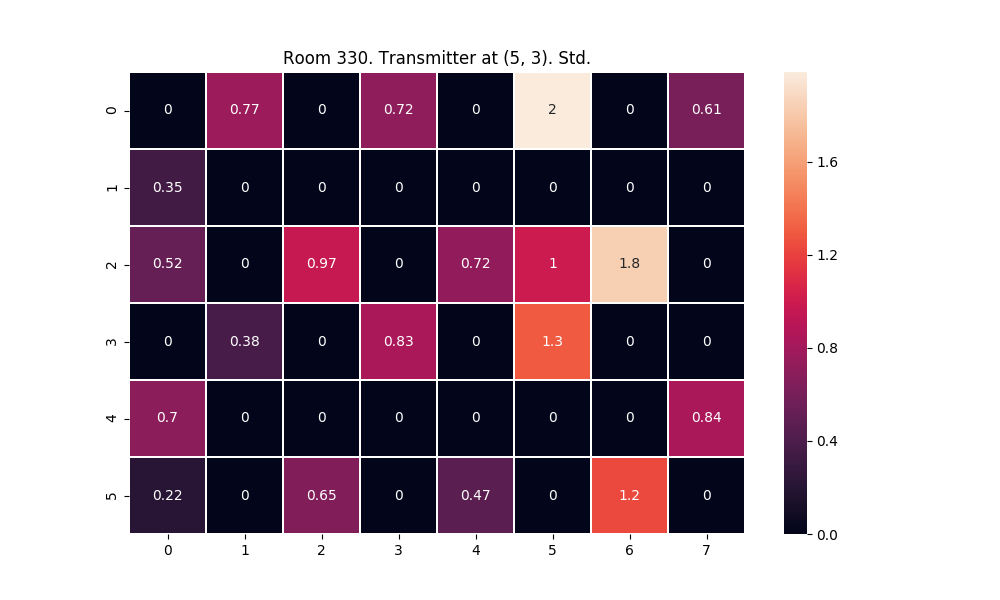 Room 330. Transmitter at (5, 3). Std.
0 0 0.77 0 0.72 0 2 0 0.61
1 0.35 0 0 0 0 0 0 0
2 0.52 0 0.97 0 0.72 1 1.8 0
3 0 0.38 0 0.83 0 1.3 0 0
4 0.7 0 0 0 0 0 0 0.84
5 0.22 0 0.65 0 0.47 0 1.2 0
0 1 2 3 4 5 6 7
1.6
1.2
0.8
0.4
0.0